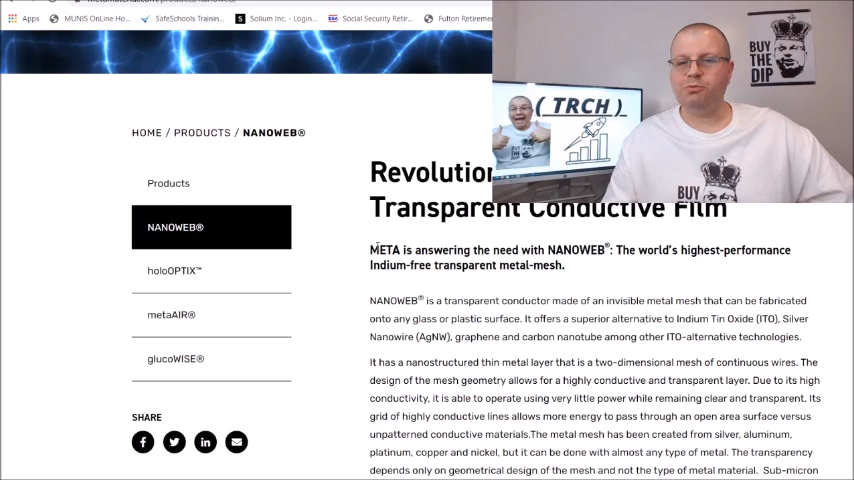 metamaterial.com/products/nanoweb/
Apps MUNIS OnLine Ho... SafeSchools Trainin... Solium Inc. - Login... Social Security Retir... Fulton Retiremen
BUY
THE
DIP
( TRCH )
HOME / PRODUCTS / NANOWEB®
Products
NANOWEB®
holoOPTIX™
metaAIR®
glucoWISE®
SHARE
Revolution
Transparent Conductive Film
META is answering the need with NANOWEB®: The world's highest-performance
Indium-free transparent metal-mesh.
NANOWEB® is a transparent conductor made of an invisible metal mesh that can be fabricated
onto any glass or plastic surface. It offers a superior alternative to Indium Tin Oxide (ITO), Silver
Nanowire (AgNW), graphene and carbon nanotube among other ITO-alternative technologies.
It has a nanostructured thin metal layer that is a two-dimensional mesh of continuous wires. The
design of the mesh geometry allows for a highly conductive and transparent layer. Due to its high
conductivity, it is able to operate using very little power while remaining clear and transparent. Its
grid of highly conductive lines allows more energy to pass through an open area surface versus
unpatterned conductive materials.The metal mesh has been created from silver, aluminum,
platinum, copper and nickel, but it can be done with almost any type of metal. The transparency
depends only on geometrical design of the mesh and not the type of metal material. Sub-micron
BUY